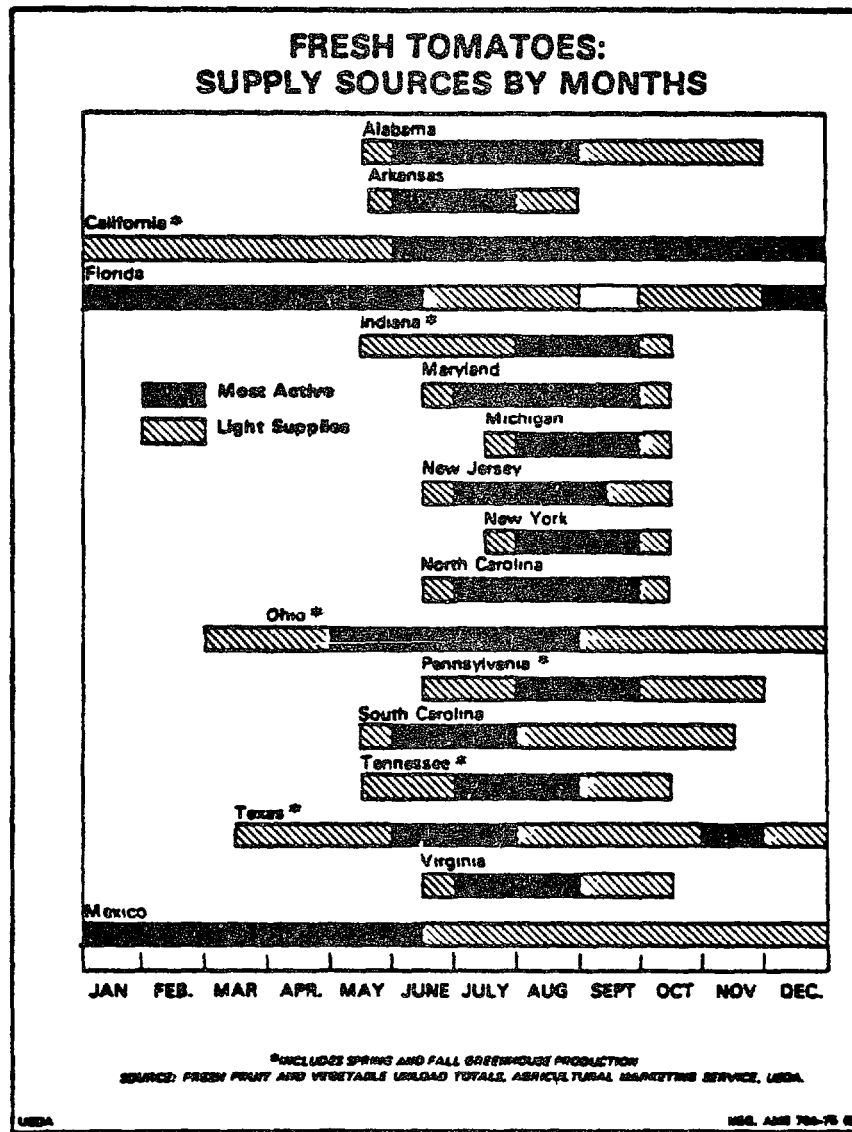 FRESH TOMATOES:
SUPPLY SOURCES BY MONTHS
Alabama
Arkansas
California *
Florida
Indiana *
Maryland
Most Active
Michigan
Light Supplies
New Jersey
New York
North Carolina
Ohio *
Pennsylvania *
South Carolina
Tennessee *
Texas *
Virginia
Mexico
JAN FEB. MAR APR. MAY JUNE JULY AUG SEPT OCT NOV DEC.
*INCLUDES SPRING AND FALL GREENHOUSE PRODUCTION
SOURCE: FRESH FRUIT AND VEGETABLE UNLOAD TOTALS, AGRICULTURAL MARKETING SERVICE, USDA.
USDA NEG. AMS